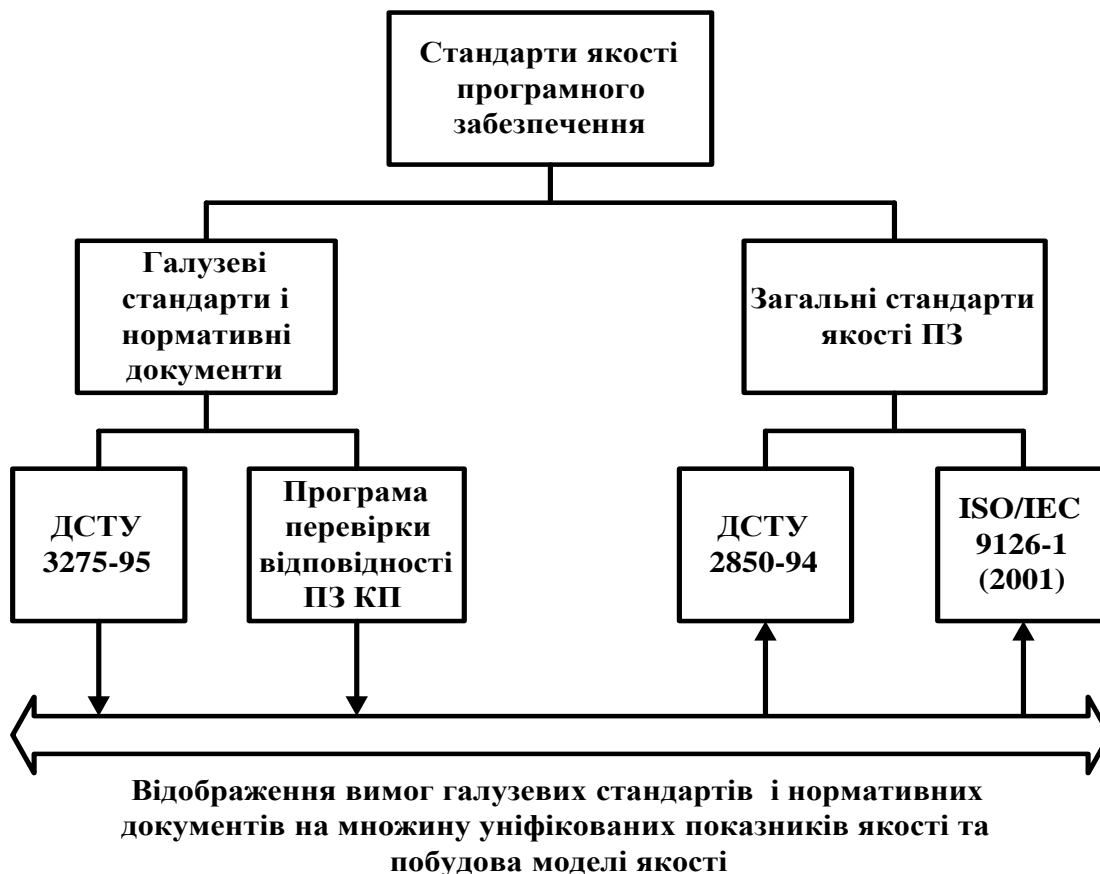 Стандарти якості
програмного
забезпечення
Галузеві
стандарти і
нормативні
документи
Загальні стандарти
якості ПЗ
ДСТУ
3275-95
Програма
перевірки
відповідності
ПЗ КП
ДСТУ
2850-94
ISO/IEC
9126-1
(2001)
Відображення вимог галузевих стандартів і нормативних
документів на множину уніфікованих показників якості та
побудова моделі якості